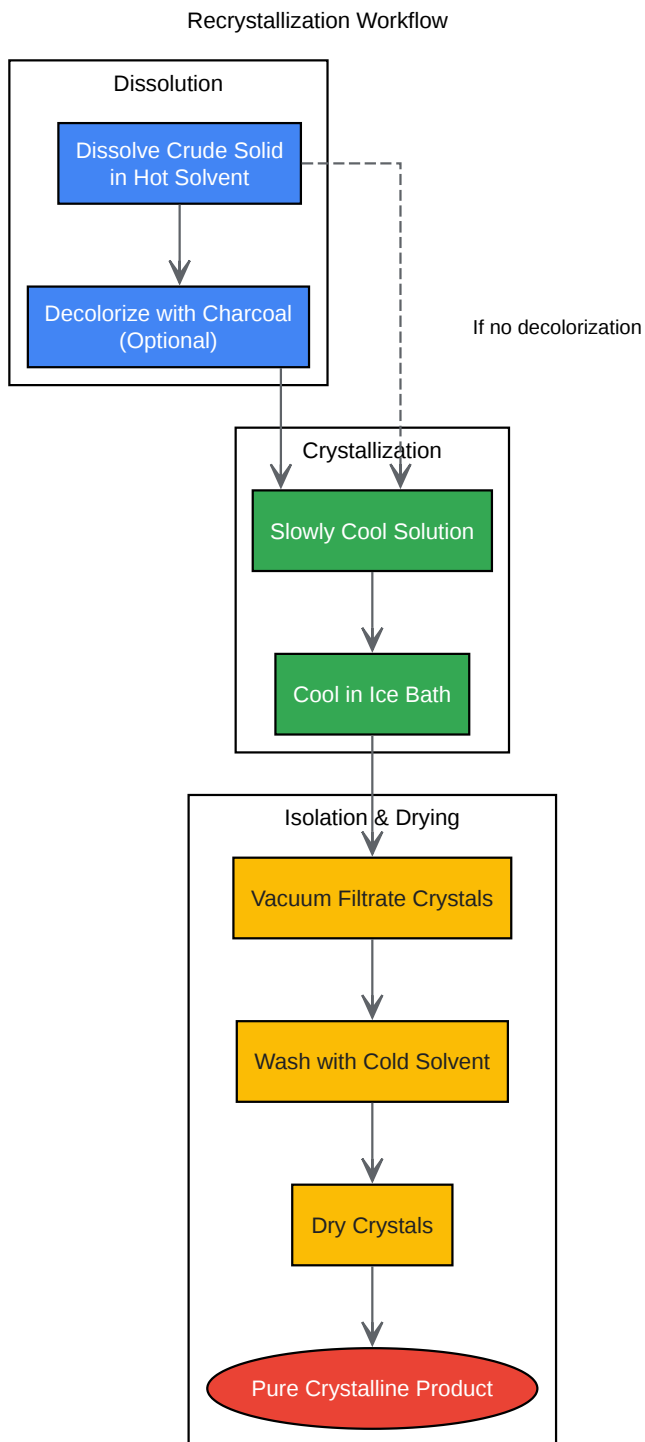 Recrystallization Workflow
Dissolution
Dissolve Crude Solid
in Hot Solvent
Decolorize with Charcoal
(Optional)
If no decolorization
Crystallization
Slowly Cool Solution
Cool in Ice Bath
Isolation & Drying
Vacuum Filtrate Crystals
Wash with Cold Solvent
Dry Crystals
Pure Crystalline Product